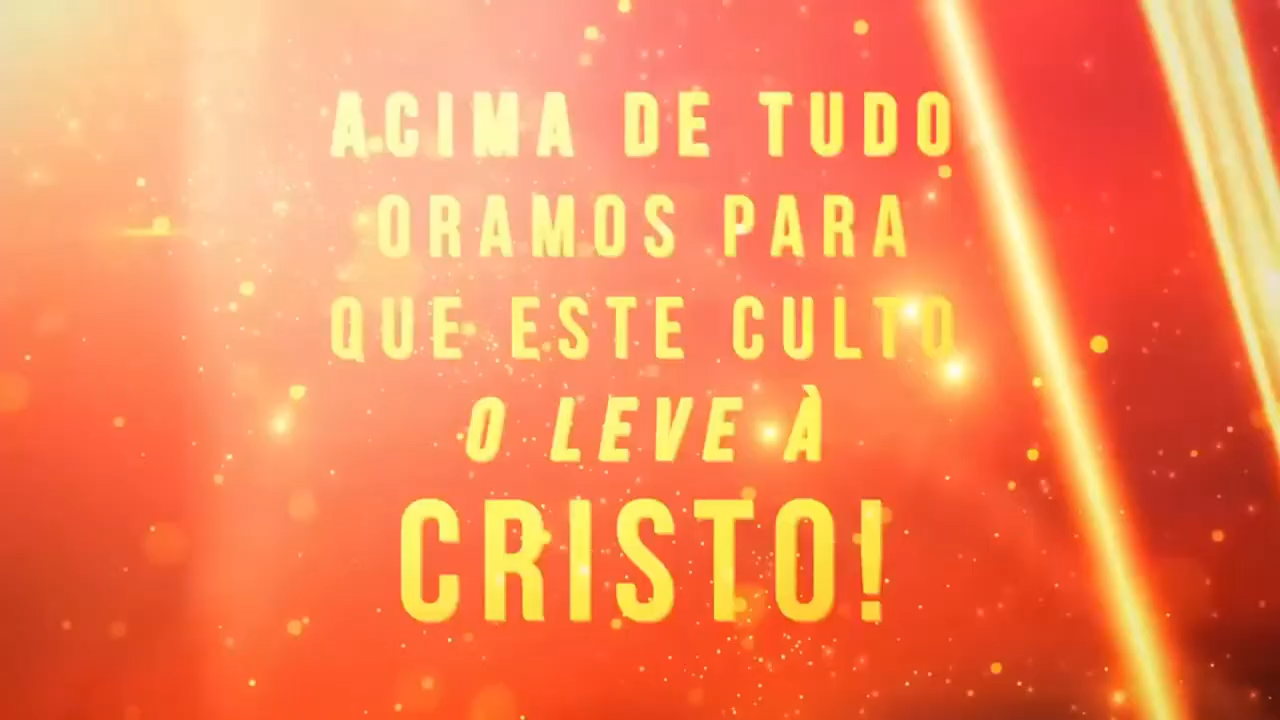 ACIMA DE TUDO
ORAMOS PARA
QUE ESTE CULTO
O LEVE À
CRISTO!